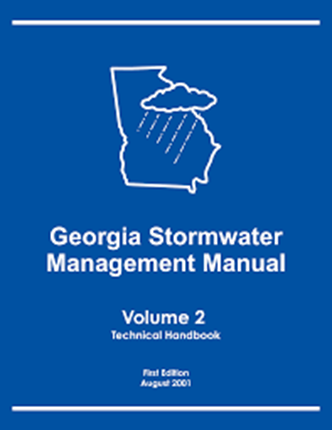 Georgia Stormwater
Management Manual
Volume 2
Technical Handbook
First Edition
August 2001